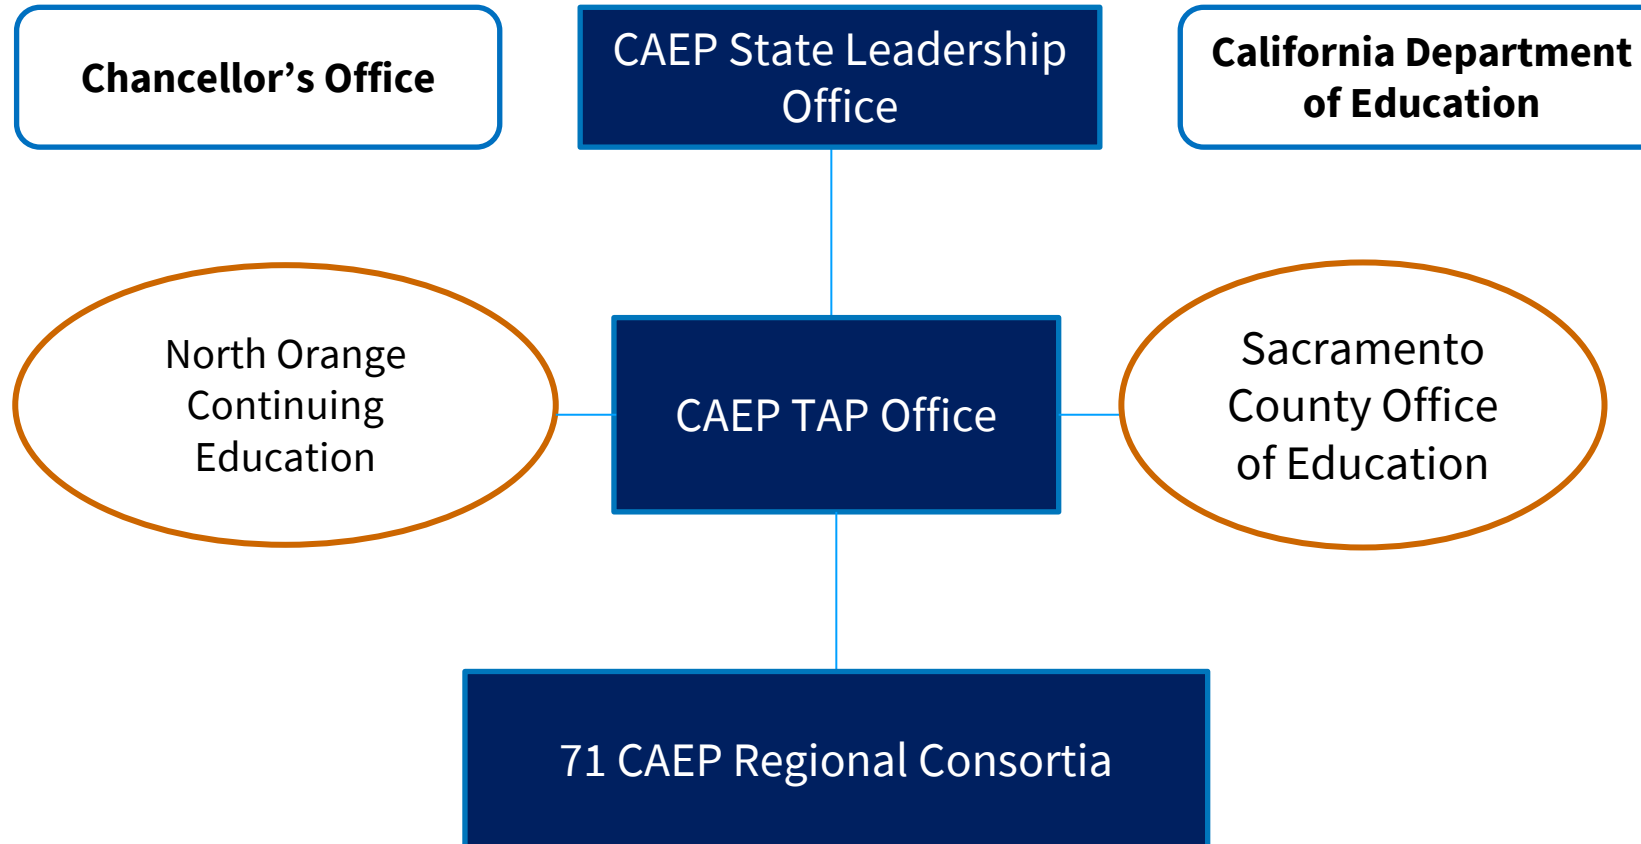 Chancellor’s Office
CAEP State Leadership
Office
California Department
of Education
North Orange
Continuing
Education
CAEP TAP Office
Sacramento
County Office
of Education
71 CAEP Regional Consortia